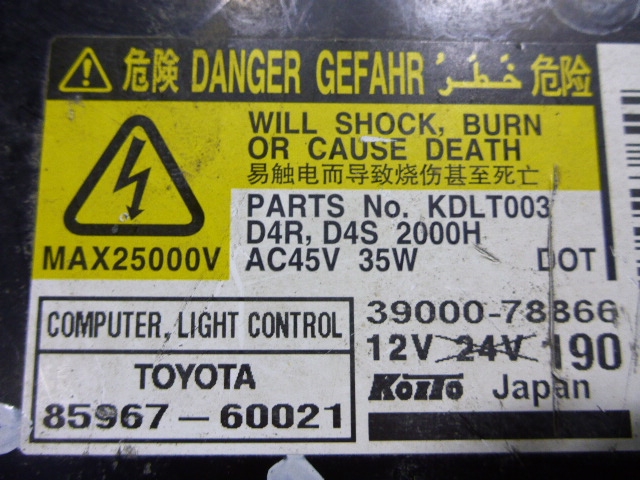 危険 DANGER GEFAHR خطر 危险
WILL SHOCK, BURN
OR CAUSE DEATH
易触电而导致烧伤甚至死亡
MAX25000V
PARTS No. KDLT003
D4R, D4S 2000H
AC45V 35W DOT
COMPUTER, LIGHT CONTROL
TOYOTA
85967-60021
39000-78866
12V 24V 190
KOITO Japan